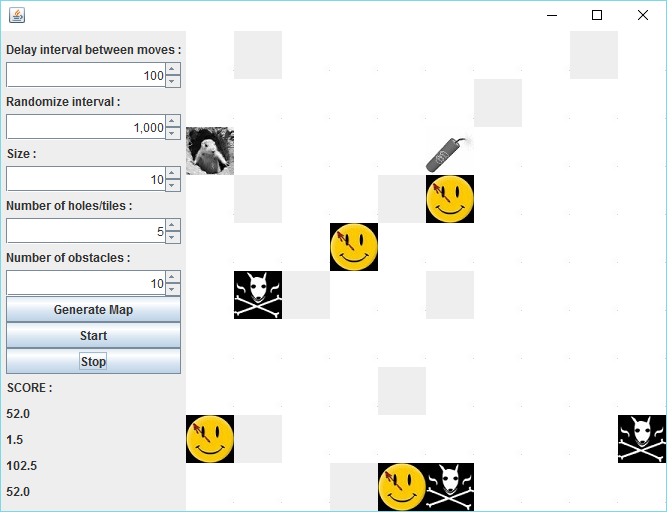 Delay interval between moves :
100
Randomize interval :
1,000
Size :
10
Number of holes/tiles :
5
Number of obstacles :
10
Generate Map
Start
Stop
SCORE :
52.0
1.5
102.5
52.0